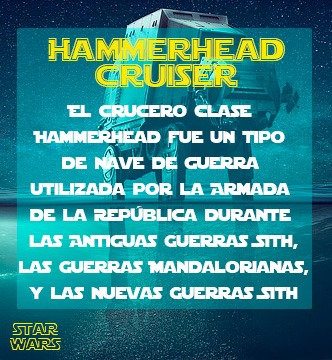 HAMMERHEAD
CRUISER
EL CRUCERO CLASE
HAMMERHEAD FUE UN TIPO
DE NAVE DE GUERRA
UTILIZADA POR LA ARMADA
DE LA REPÚBLICA DURANTE
LAS ANTIGUAS GUERRAS SITH,
LAS GUERRAS MANDALORIANAS,
Y LAS NUEVAS GUERRAS SITH
STAR
WARS